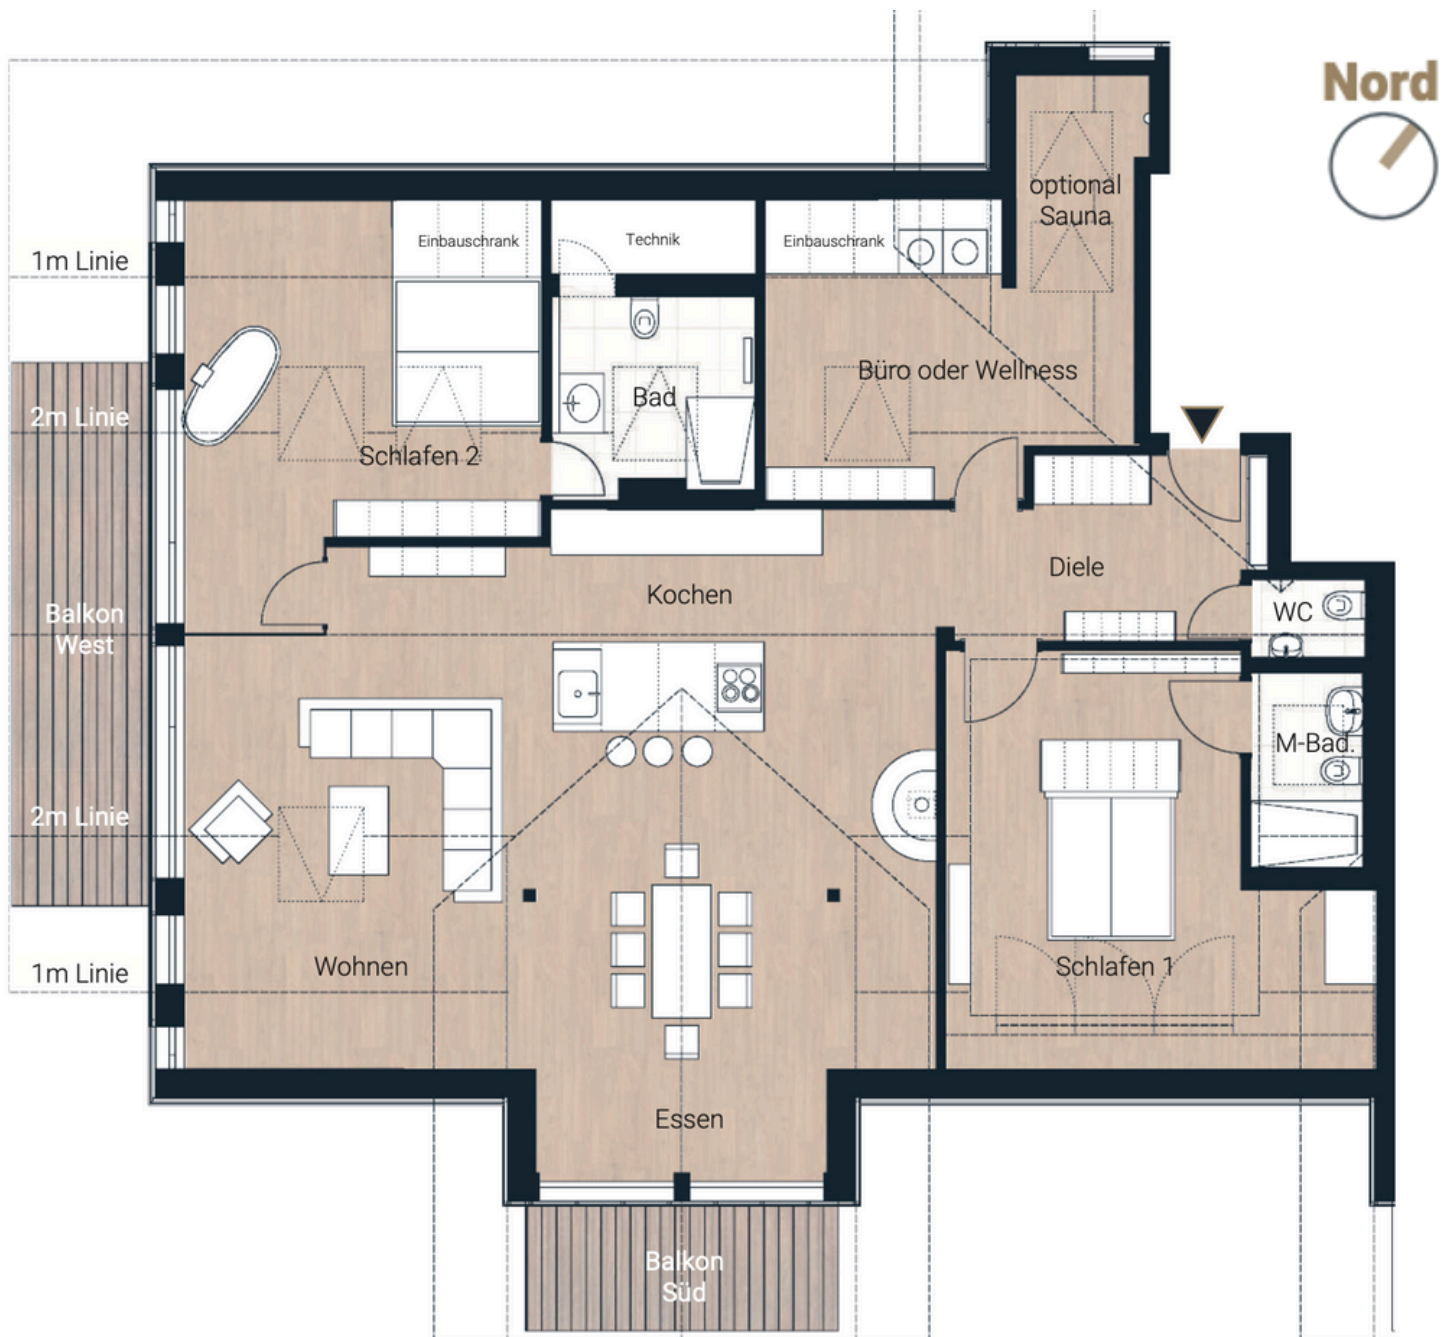 Nord
optional
Sauna
Einbauschrank
Technik
Einbauschrank
1m Linie
Büro oder Wellness
Bad
2m Linie
Schlafen 2
Diele
Kochen
WC
Balkon
West
M-Bad.
2m Linie
Wohnen
Schlafen 1
1m Linie
Essen
Balkon
Süd